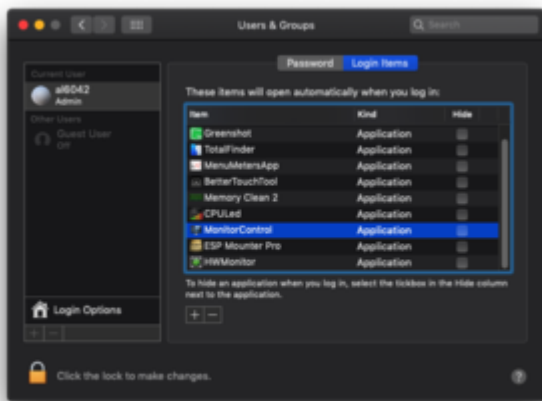 Users & Groups
Search
Password
Login Items
Current User
al6042
Admin
Other Users
Guest User
Off
Login Options
These items will open automatically when you log in:
Item Kind Hide
Greenshot Application
TotalFinder Application
MenuMetersApp Application
BetterTouchTool Application
Memory Clean 2 Application
CPULed Application
MonitorControl Application
ESP Mounter Pro Application
HWMonitor Application
To hide an application when you log in, select the tickbox in the Hide column
next to the application.
Click the lock to make changes.